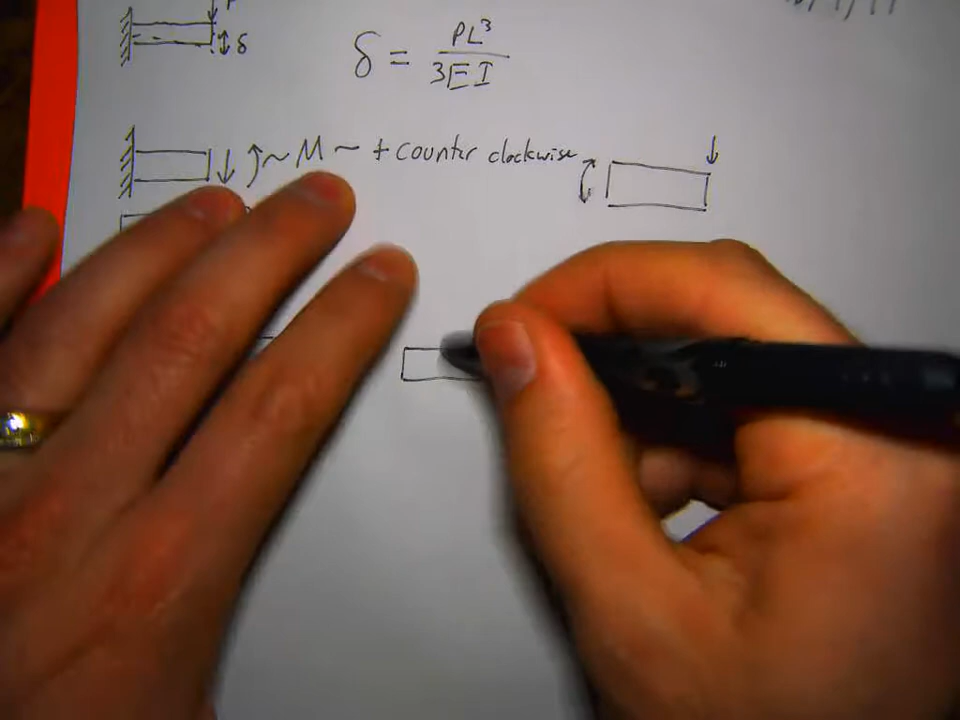 δ
δ = PL³ / 3EI
~ M ~ + counter clockwise